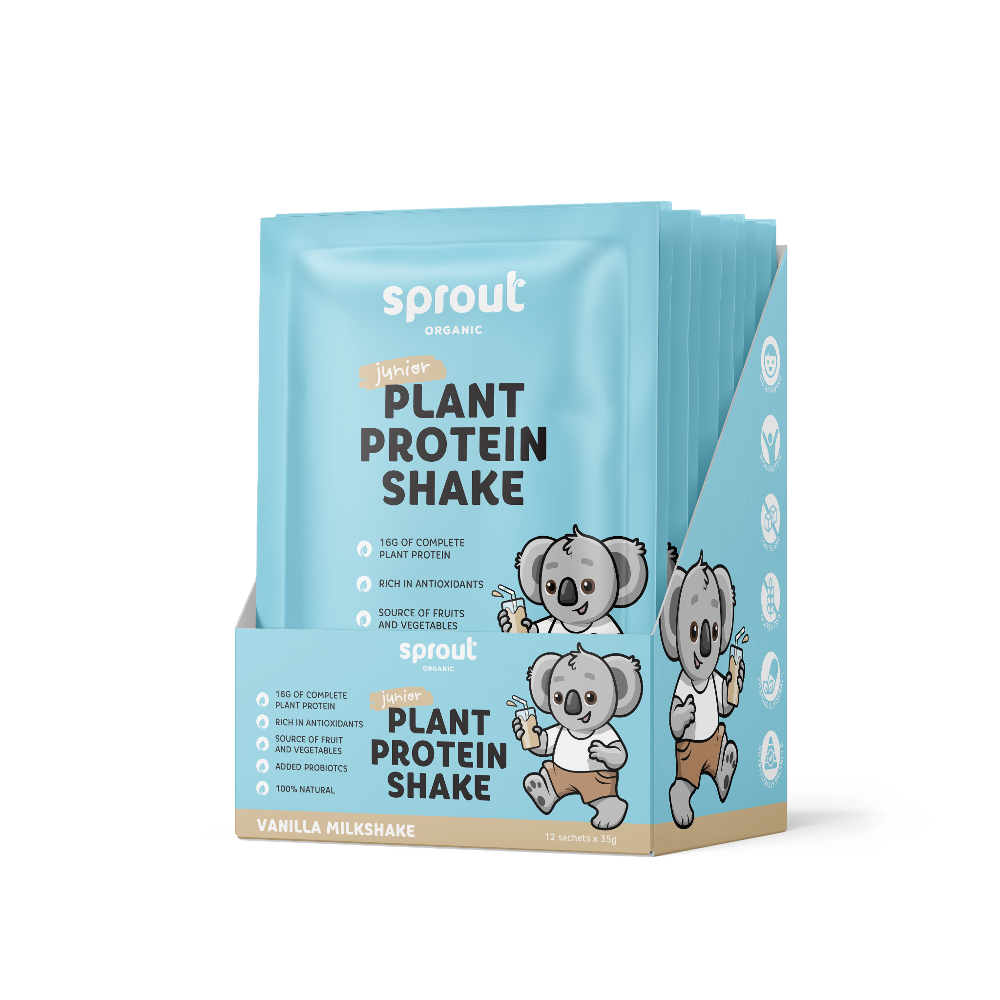 sprout
ORGANIC
junior
PLANT
PROTEIN
SHAKE
16G OF COMPLETE
PLANT PROTEIN
RICH IN ANTIOXIDANTS
SOURCE OF FRUITS
AND VEGETABLES
sprout
ORGANIC
16G OF COMPLETE
PLANT PROTEIN
RICH IN ANTIOXIDANTS
SOURCE OF FRUIT
AND VEGETABLES
ADDED PROBIOTCS
100% NATURAL
junior
PLANT
PROTEIN
SHAKE
VANILLA MILKSHAKE
12 sachets x 35g
KID APPROVED
HIGH PROTEIN
LOW SUGAR
GLUTEN FREE
VITAMINS & MINERALS
NUTRITIONALLY BALANCED